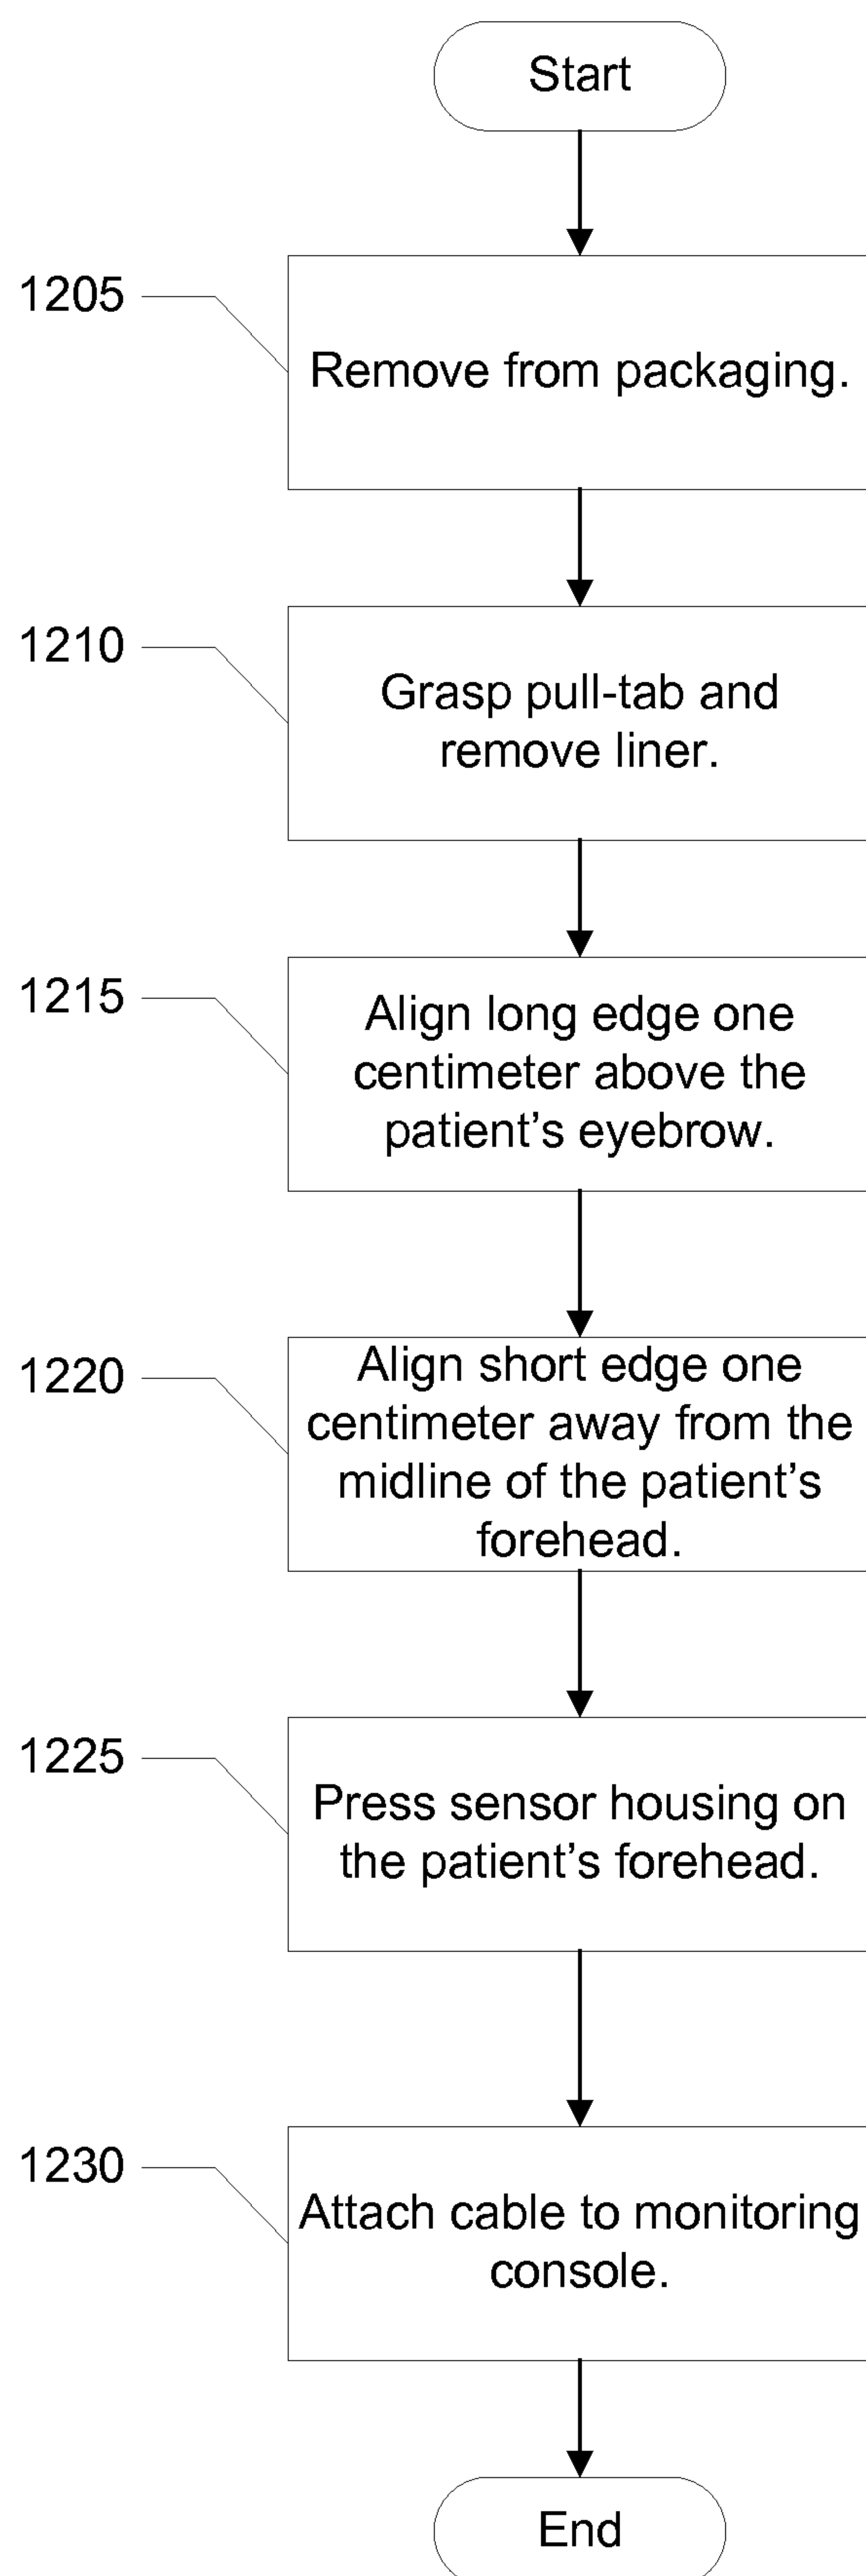 Start
1205
Remove from packaging.
1210
Grasp pull-tab and
remove liner.
1215
Align long edge one
centimeter above the
patient's eyebrow.
1220
Align short edge one
centimeter away from the
midline of the patient's
forehead.
1225
Press sensor housing on
the patient's forehead.
1230
Attach cable to monitoring
console.
End